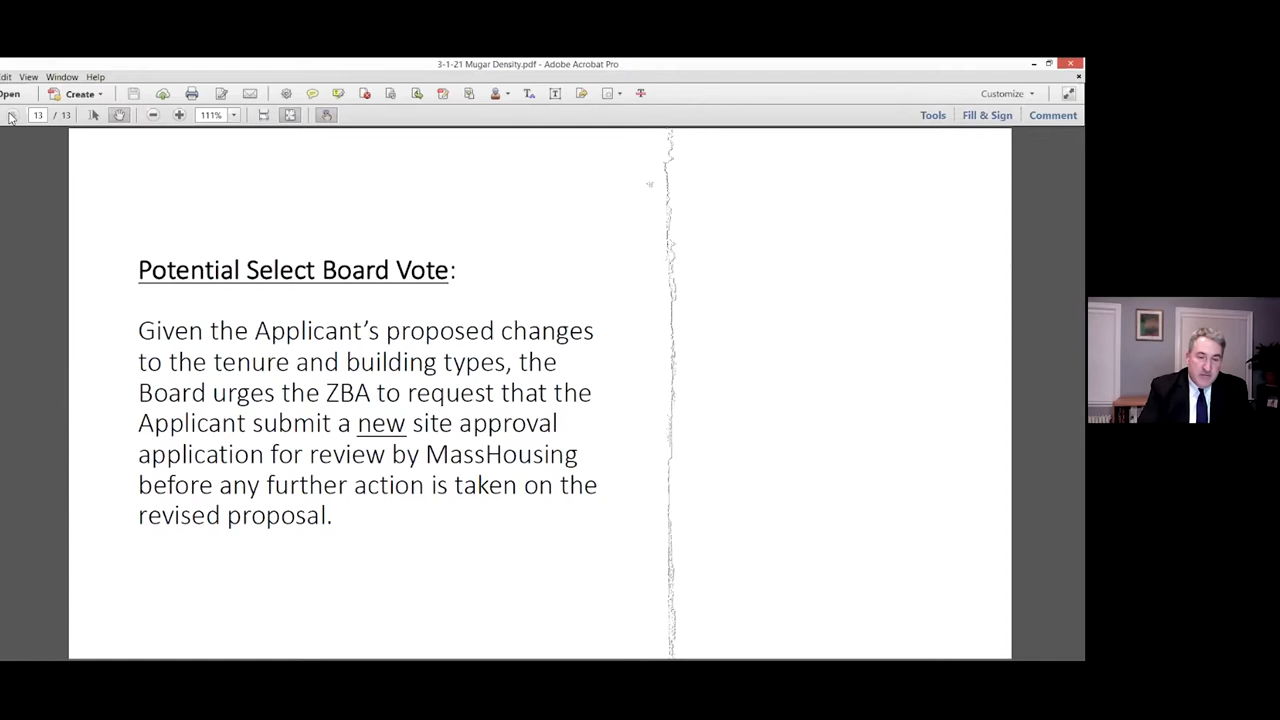 3-1-21 Mugar Density.pdf - Adobe Acrobat Pro
dit View Window Help
Open Create Customize
13 / 13 111% Tools Fill & Sign Comment
Potential Select Board Vote:
Given the Applicant’s proposed changes
to the tenure and building types, the
Board urges the ZBA to request that the
Applicant submit a new site approval
application for review by MassHousing
before any further action is taken on the
revised proposal.